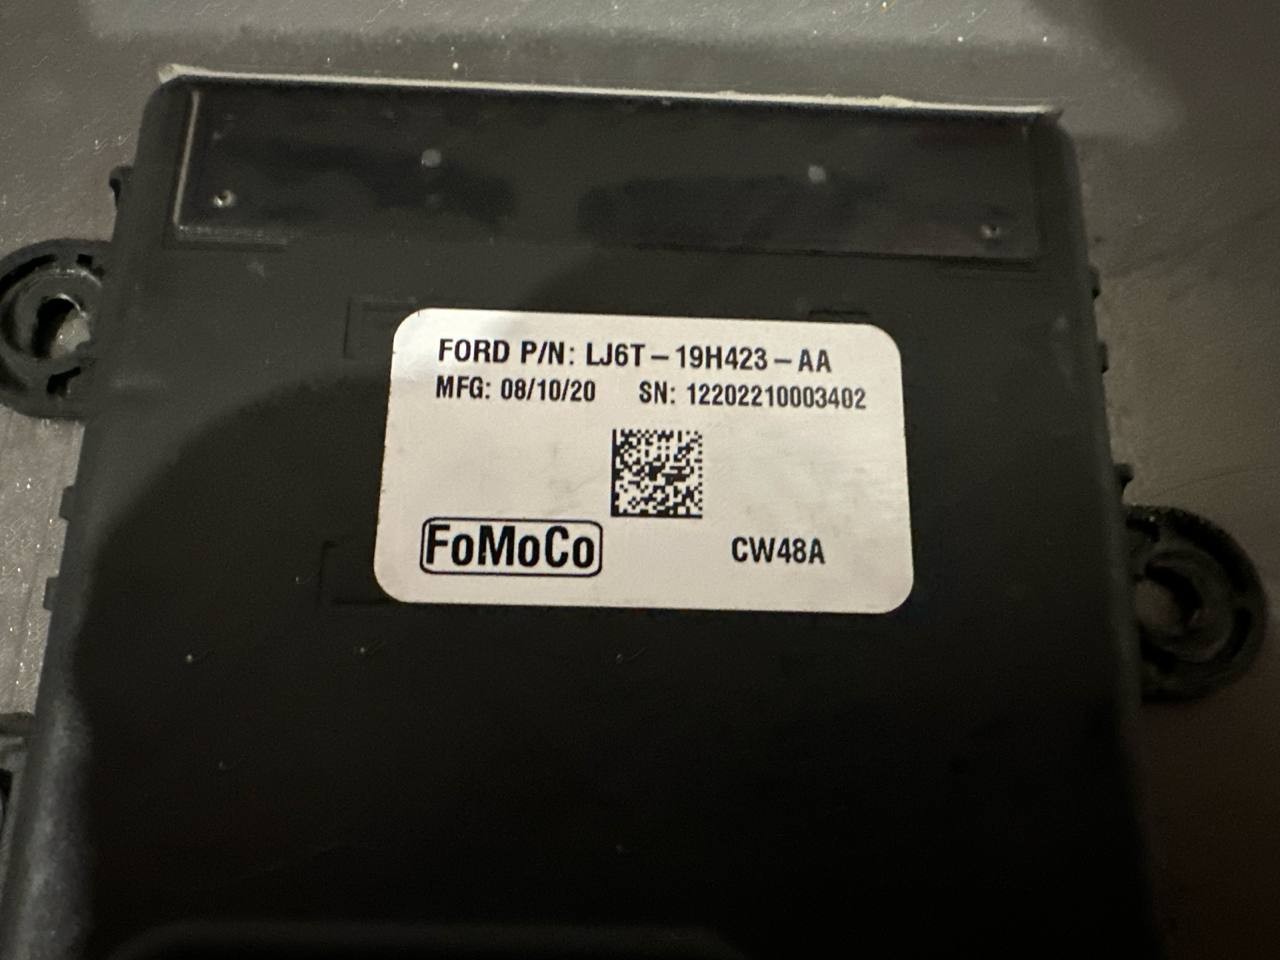 FORD P/N: LJ6T-19H423-AA
MFG: 08/10/20 SN: 12202210003402
FoMoCo
CW48A